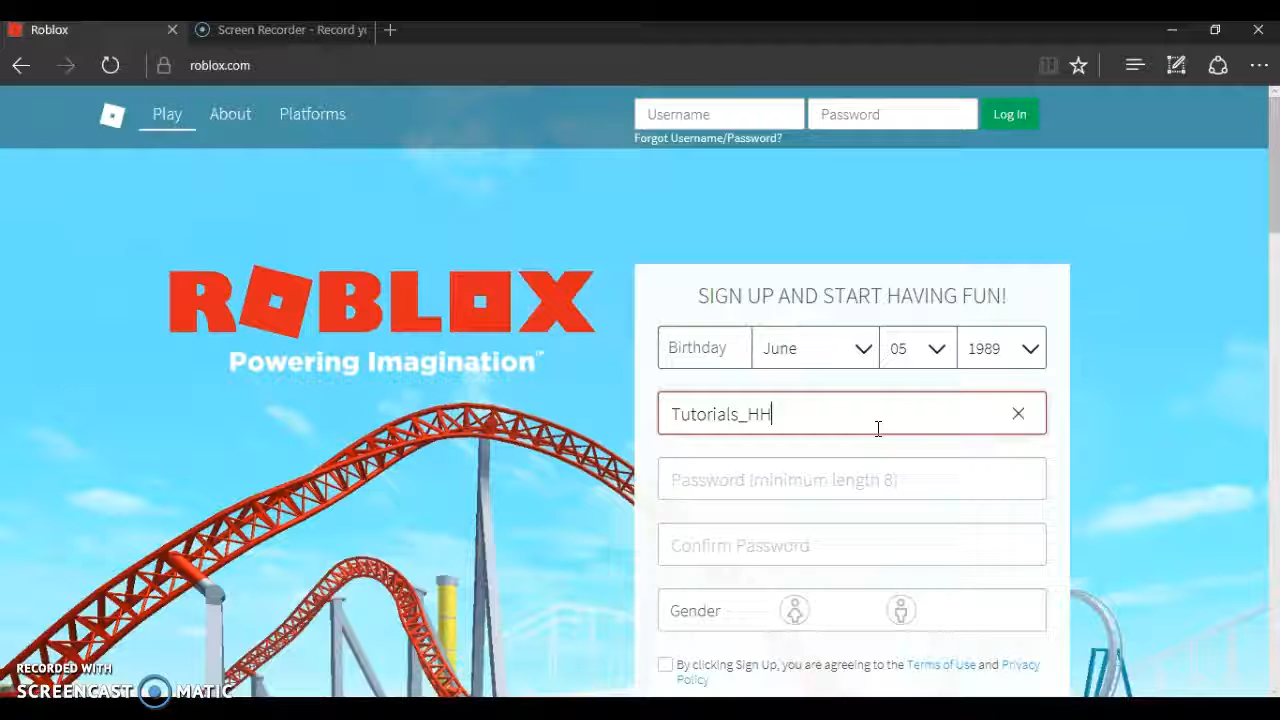 Roblox
Screen Recorder - Record yo
roblox.com
Play About Platforms
Username Password Log In
Forgot Username/Password?
ROBLOX
Powering Imagination™
SIGN UP AND START HAVING FUN!
Birthday June 05 1989
Tutorials_HH
Password (minimum length 8)
Confirm Password
Gender
By clicking Sign Up, you are agreeing to the Terms of Use and Privacy
Policy
RECORDED WITH
SCREENCAST MATIC